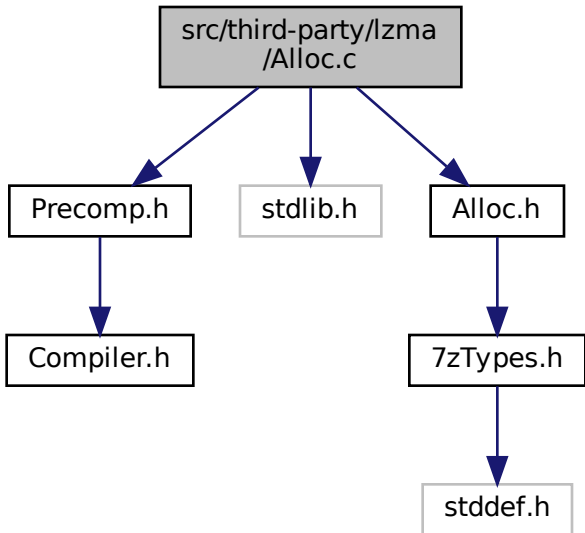 src/third-party/lzma
/Alloc.c
Precomp.h
stdlib.h
Alloc.h
Compiler.h
7zTypes.h
stddef.h